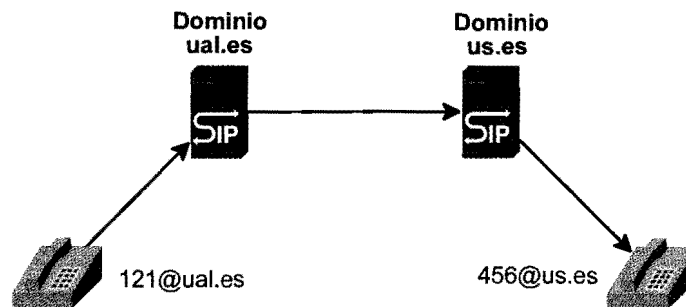 Dominio
ual.es
Dominio
us.es
SIP
SIP
121@ual.es
456@us.es